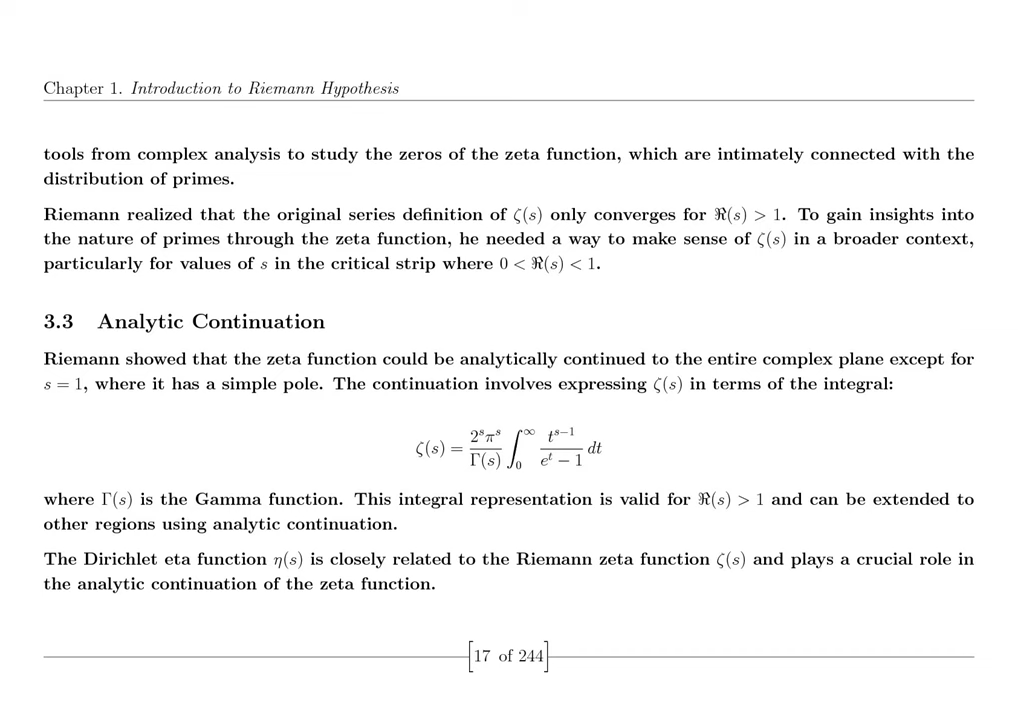 Chapter 1. Introduction to Riemann Hypothesis
tools from complex analysis to study the zeros of the zeta function, which are intimately connected with the
distribution of primes.
Riemann realized that the original series definition of ζ(s) only converges for ℜ(s) > 1. To gain insights into
the nature of primes through the zeta function, he needed a way to make sense of ζ(s) in a broader context,
particularly for values of s in the critical strip where 0 < ℜ(s) < 1.
3.3 Analytic Continuation
Riemann showed that the zeta function could be analytically continued to the entire complex plane except for
s = 1, where it has a simple pole. The continuation involves expressing ζ(s) in terms of the integral:
ζ(s) = \frac{2^s π^s}{Γ(s)} ∫_0^∞ \frac{t^{s−1}}{e^t − 1} dt
where Γ(s) is the Gamma function. This integral representation is valid for ℜ(s) > 1 and can be extended to
other regions using analytic continuation.
The Dirichlet eta function η(s) is closely related to the Riemann zeta function ζ(s) and plays a crucial role in
the analytic continuation of the zeta function.
[17 of 244]